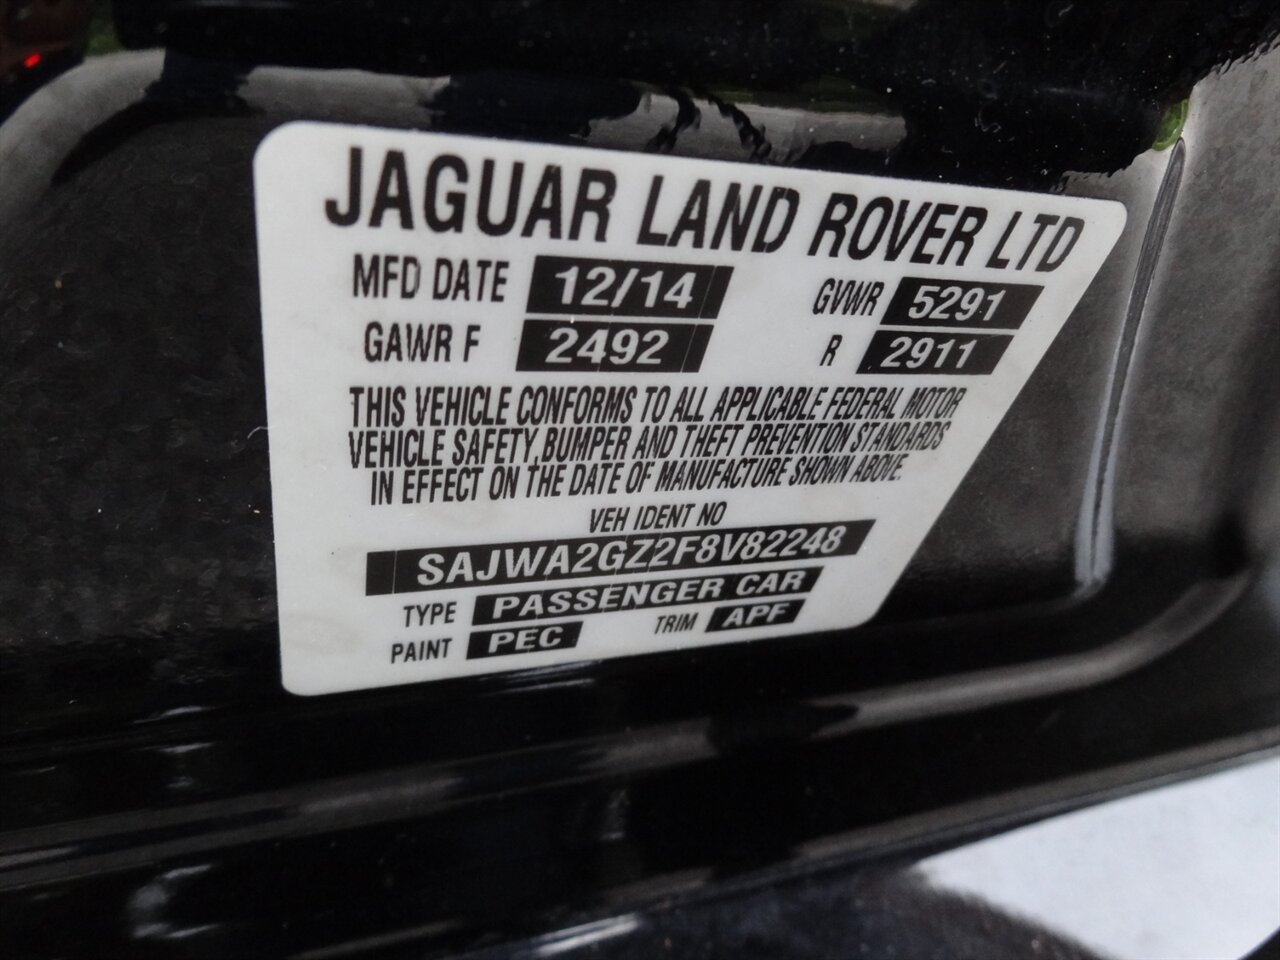 JAGUAR LAND ROVER LTD
MFD DATE 12/14 GVWR 5291
GAWR F 2492 R 2911
THIS VEHICLE CONFORMS TO ALL APPLICABLE FEDERAL MOTOR
VEHICLE SAFETY, BUMPER AND THEFT PREVENTION STANDARDS
IN EFFECT ON THE DATE OF MANUFACTURE SHOWN ABOVE.
VEH IDENT NO
SAJWA2GZ2F8V82248
TYPE PASSENGER CAR
PAINT PEC TRIM APF